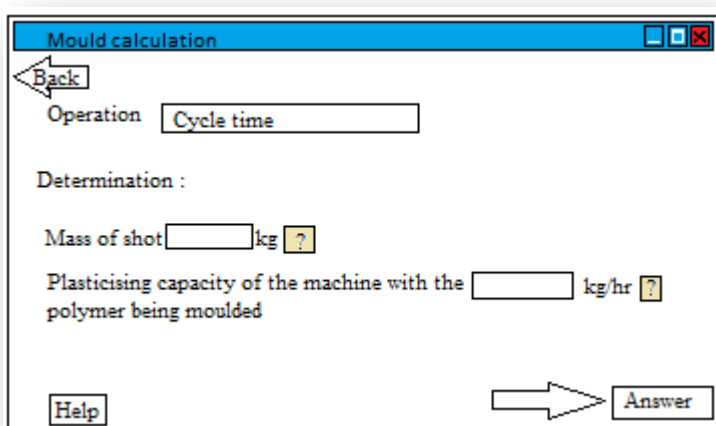 Mould calculation
Back
Operation Cycle time
Determination :
Mass of shot kg ?
Plasticising capacity of the machine with the kg/hr ?
polymer being moulded
Help Answer